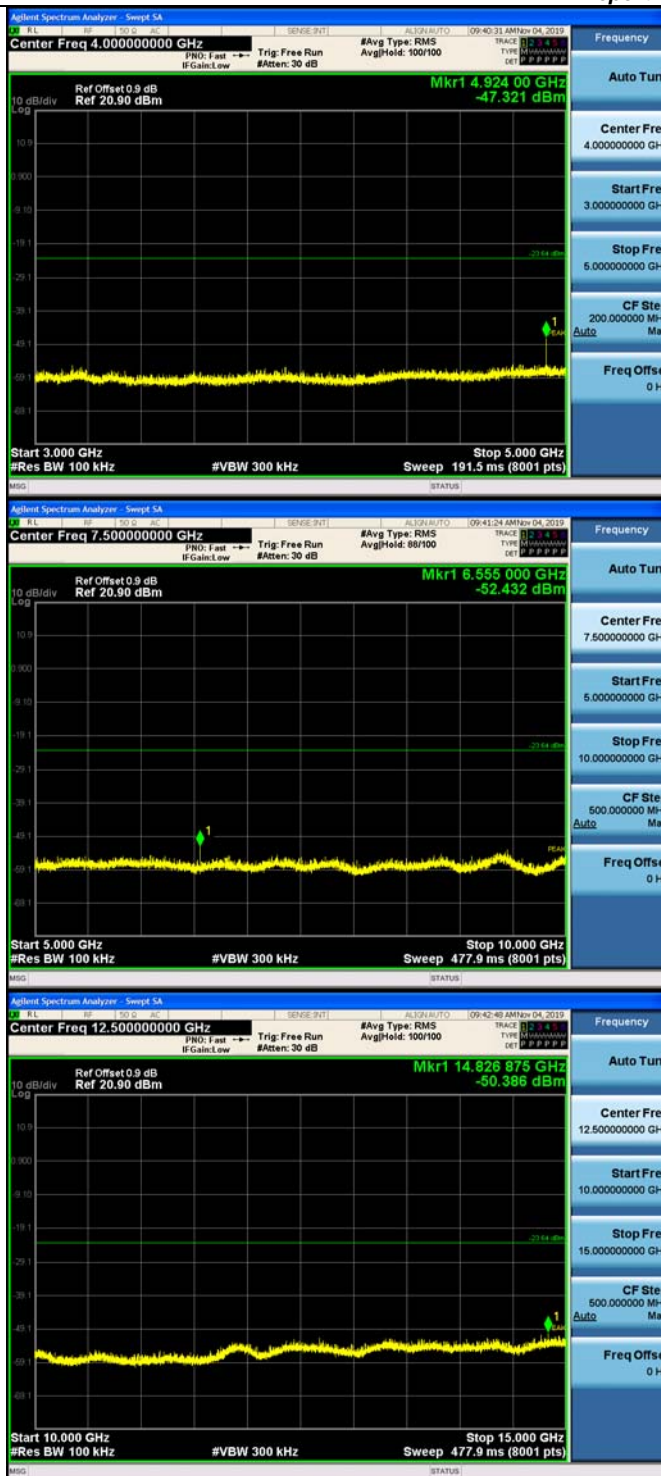 Agilent Spectrum Analyzer - Swept SA
RL RF 50 Ω AC SENSE:INT ALIGN AUTO 09:40:31 AM Nov 04, 2019
Center Freq 4.000000000 GHz #Avg Type: RMS TRACE 1 2 3 4 5 6 Frequency
PNO: Fast Trig: Free Run Avg|Hold: 100/100 TYPE
IFGain:Low #Atten: 30 dB DET P P P P P P
Auto Tun
Mkr1 4.924 00 GHz
Ref Offset 0.9 dB
10 dB/div Ref 20.90 dBm -47.321 dBm
Log
Center Fre
10.9
4.000000000 GH
0.900
Start Fre
-9.10
3.000000000 GH
-19.1
Stop Fre
-23.64 dBm
5.000000000 GH
-29.1
CF Ste
-39.1
200.000000 MH
1
Auto Ma
PEAK
-49.1
Freq Offse
-59.1
0 H
-69.1
Start 3.000 GHz Stop 5.000 GHz
#Res BW 100 kHz #VBW 300 kHz Sweep 191.5 ms (8001 pts)
MSG STATUS
Agilent Spectrum Analyzer - Swept SA
RL RF 50 Ω AC SENSE:INT ALIGN AUTO 09:41:24 AM Nov 04, 2019
Center Freq 7.500000000 GHz #Avg Type: RMS TRACE 1 2 3 4 5 6 Frequency
PNO: Fast Trig: Free Run Avg|Hold: 88/100 TYPE
IFGain:Low #Atten: 30 dB DET P P P P P P
Auto Tun
Mkr1 6.555 000 GHz
Ref Offset 0.9 dB
10 dB/div Ref 20.90 dBm -52.432 dBm
Log
Center Fre
10.9
7.500000000 GH
0.900
Start Fre
-9.10
5.000000000 GH
-19.1
Stop Fre
-23.64 dBm
10.000000000 GH
-29.1
CF Ste
-39.1
500.000000 MH
1
Auto Ma
-49.1
PEAK
Freq Offse
-59.1
0 H
-69.1
Start 5.000 GHz Stop 10.000 GHz
#Res BW 100 kHz #VBW 300 kHz Sweep 477.9 ms (8001 pts)
MSG STATUS
Agilent Spectrum Analyzer - Swept SA
RL RF 50 Ω AC SENSE:INT ALIGN AUTO 09:42:48 AM Nov 04, 2019
Center Freq 12.500000000 GHz #Avg Type: RMS TRACE 1 2 3 4 5 6 Frequency
PNO: Fast Trig: Free Run Avg|Hold: 100/100 TYPE
IFGain:Low #Atten: 30 dB DET P P P P P P
Auto Tun
Mkr1 14.826 875 GHz
Ref Offset 0.9 dB
10 dB/div Ref 20.90 dBm -50.386 dBm
Log
Center Fre
10.9
12.500000000 GH
0.900
Start Fre
-9.10
10.000000000 GH
-19.1
Stop Fre
-23.64 dBm
15.000000000 GH
-29.1
CF Ste
-39.1
500.000000 MH
1
Auto Ma
-49.1
PEAK
Freq Offse
-59.1
0 H
-69.1
Start 10.000 GHz Stop 15.000 GHz
#Res BW 100 kHz #VBW 300 kHz Sweep 477.9 ms (8001 pts)
MSG STATUS